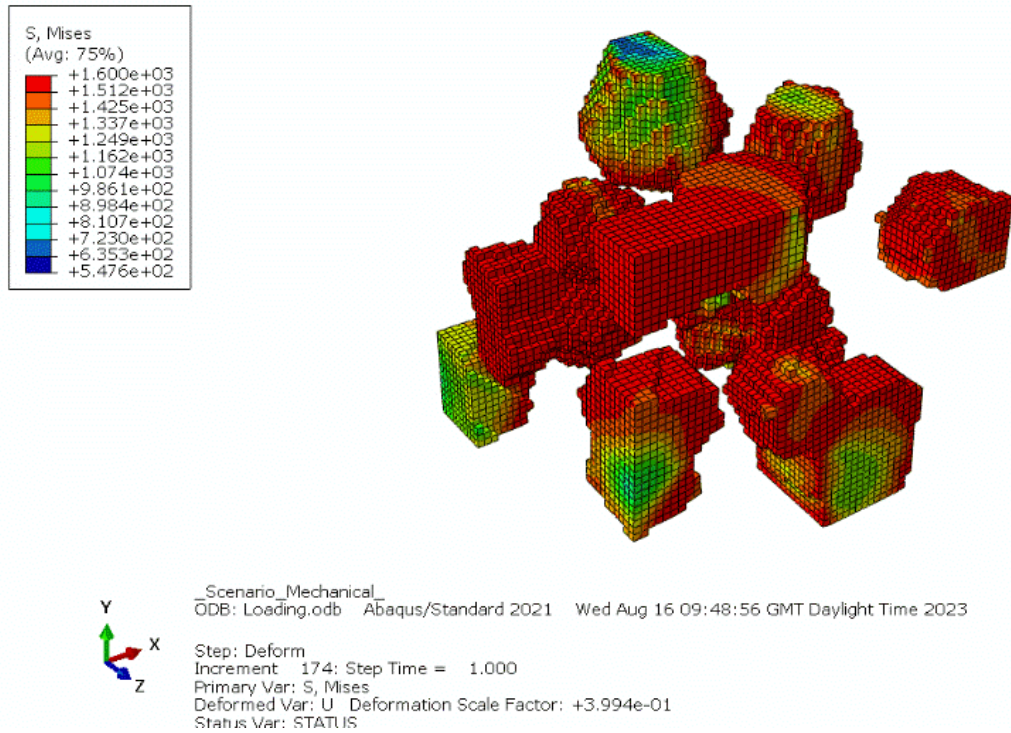 S, Mises
(Avg: 75%)
+1.600e+03
+1.512e+03
+1.425e+03
+1.337e+03
+1.249e+03
+1.162e+03
+1.074e+03
+9.861e+02
+8.984e+02
+8.107e+02
+7.230e+02
+6.353e+02
+5.476e+02
_Scenario_Mechanical_
ODB: Loading.odb Abaqus/Standard 2021 Wed Aug 16 09:48:56 GMT Daylight Time 2023
Y
X
Z
Step: Deform
Increment 174: Step Time = 1.000
Primary Var: S, Mises
Deformed Var: U Deformation Scale Factor: +3.994e-01
Status Var: STATUS